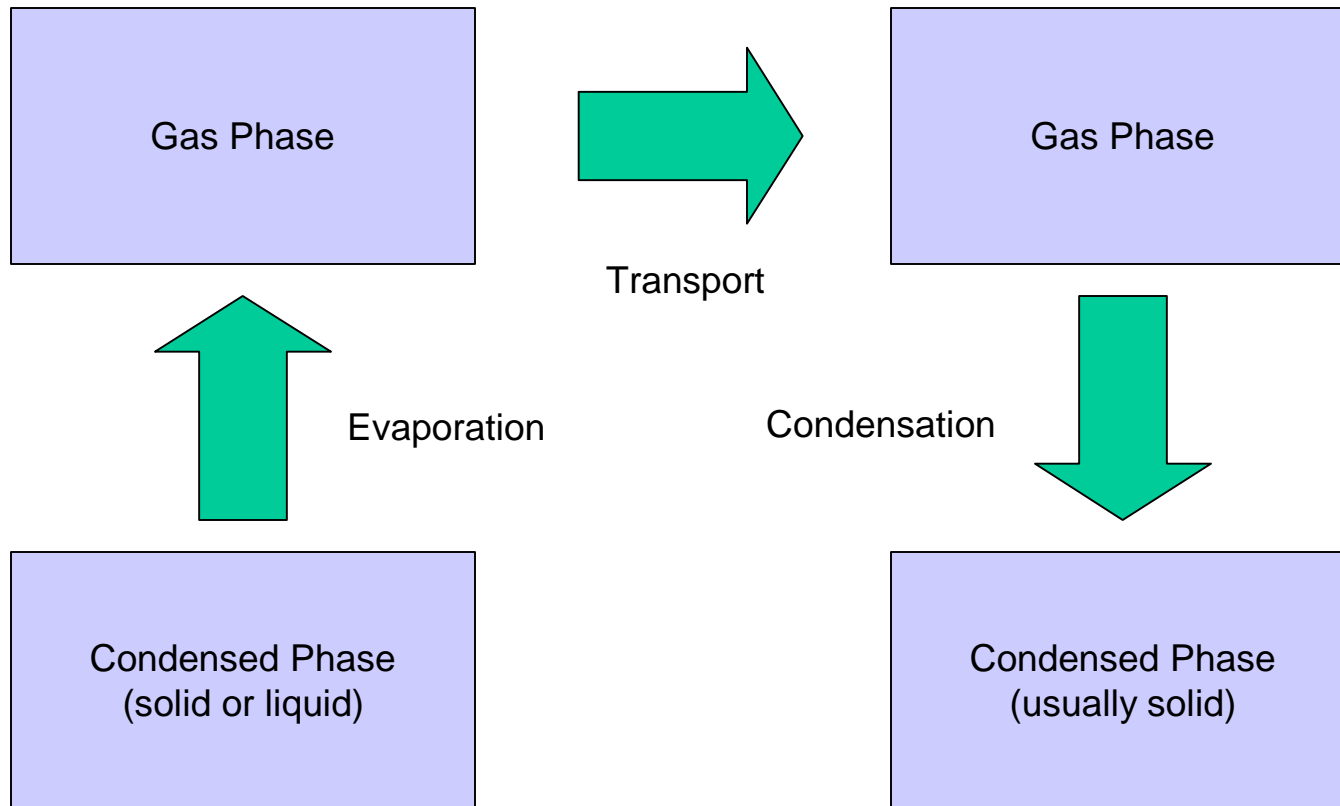 Gas Phase
Gas Phase
Transport
Evaporation
Condensation
Condensed Phase
(solid or liquid)
Condensed Phase
(usually solid)